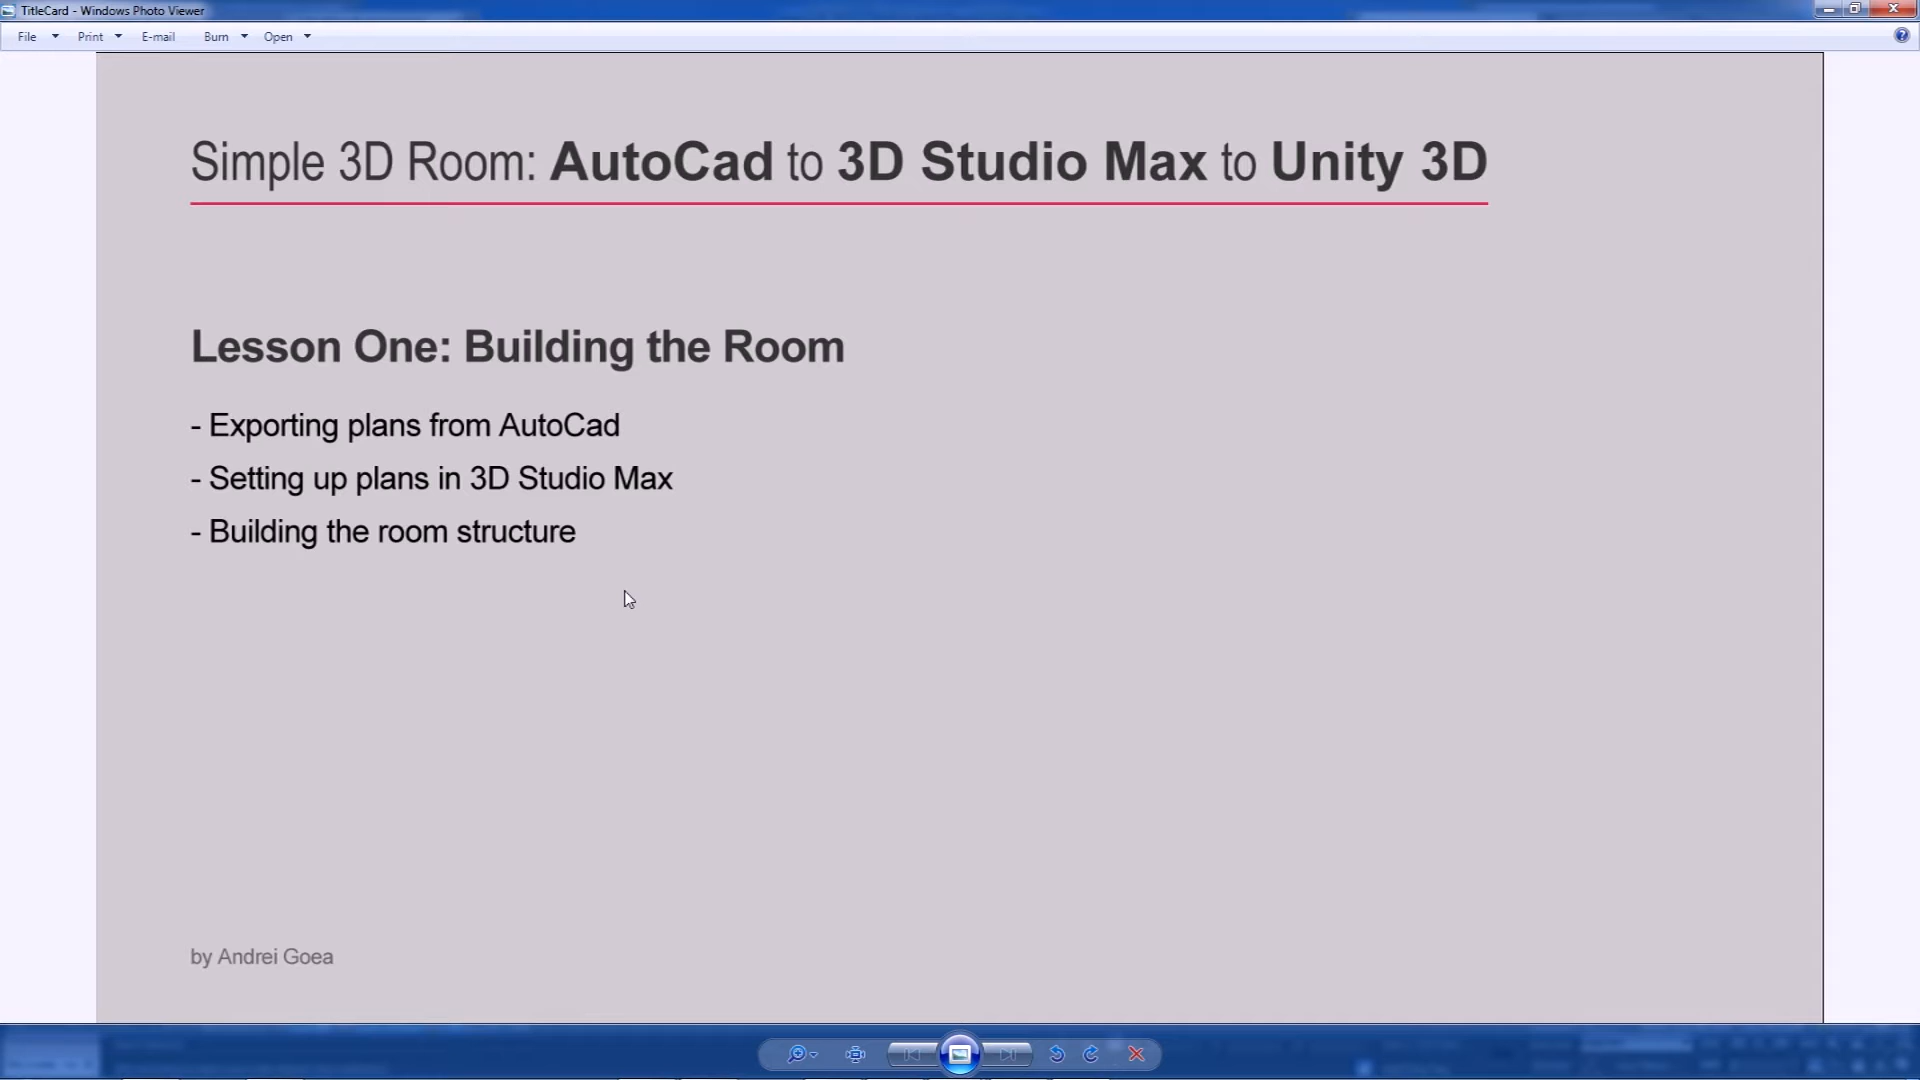 TitleCard - Windows Photo Viewer
File Print E-mail Burn Open
Simple 3D Room: AutoCad to 3D Studio Max to Unity 3D
Lesson One: Building the Room
- Exporting plans from AutoCad
- Setting up plans in 3D Studio Max
- Building the room structure
by Andrei Goea